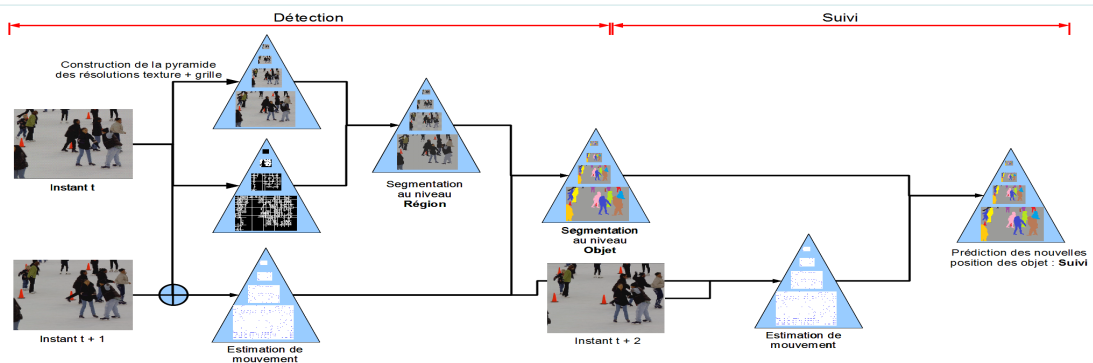 Détection
Suivi
Construction de la pyramide
des résolutions texture + grille
Instant t
Segmentation
au niveau
Région
Segmentation
au niveau
Objet
Prédiction des nouvelles
position des objet : Suivi
Instant t + 1
Estimation de
mouvement
Instant t + 2
Estimation de
mouvement